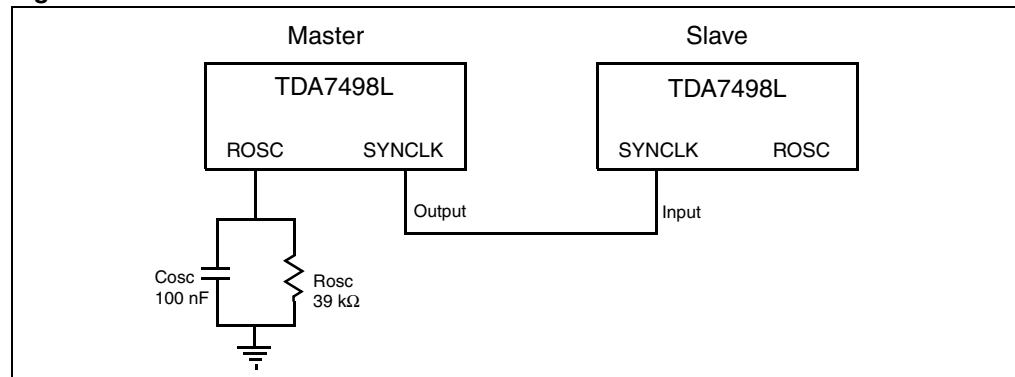 Master
Slave
TDA7498L
TDA7498L
ROSC
SYNCLK
SYNCLK
ROSC
Output
Input
Cosc
100 nF
Rosc
39 kΩ